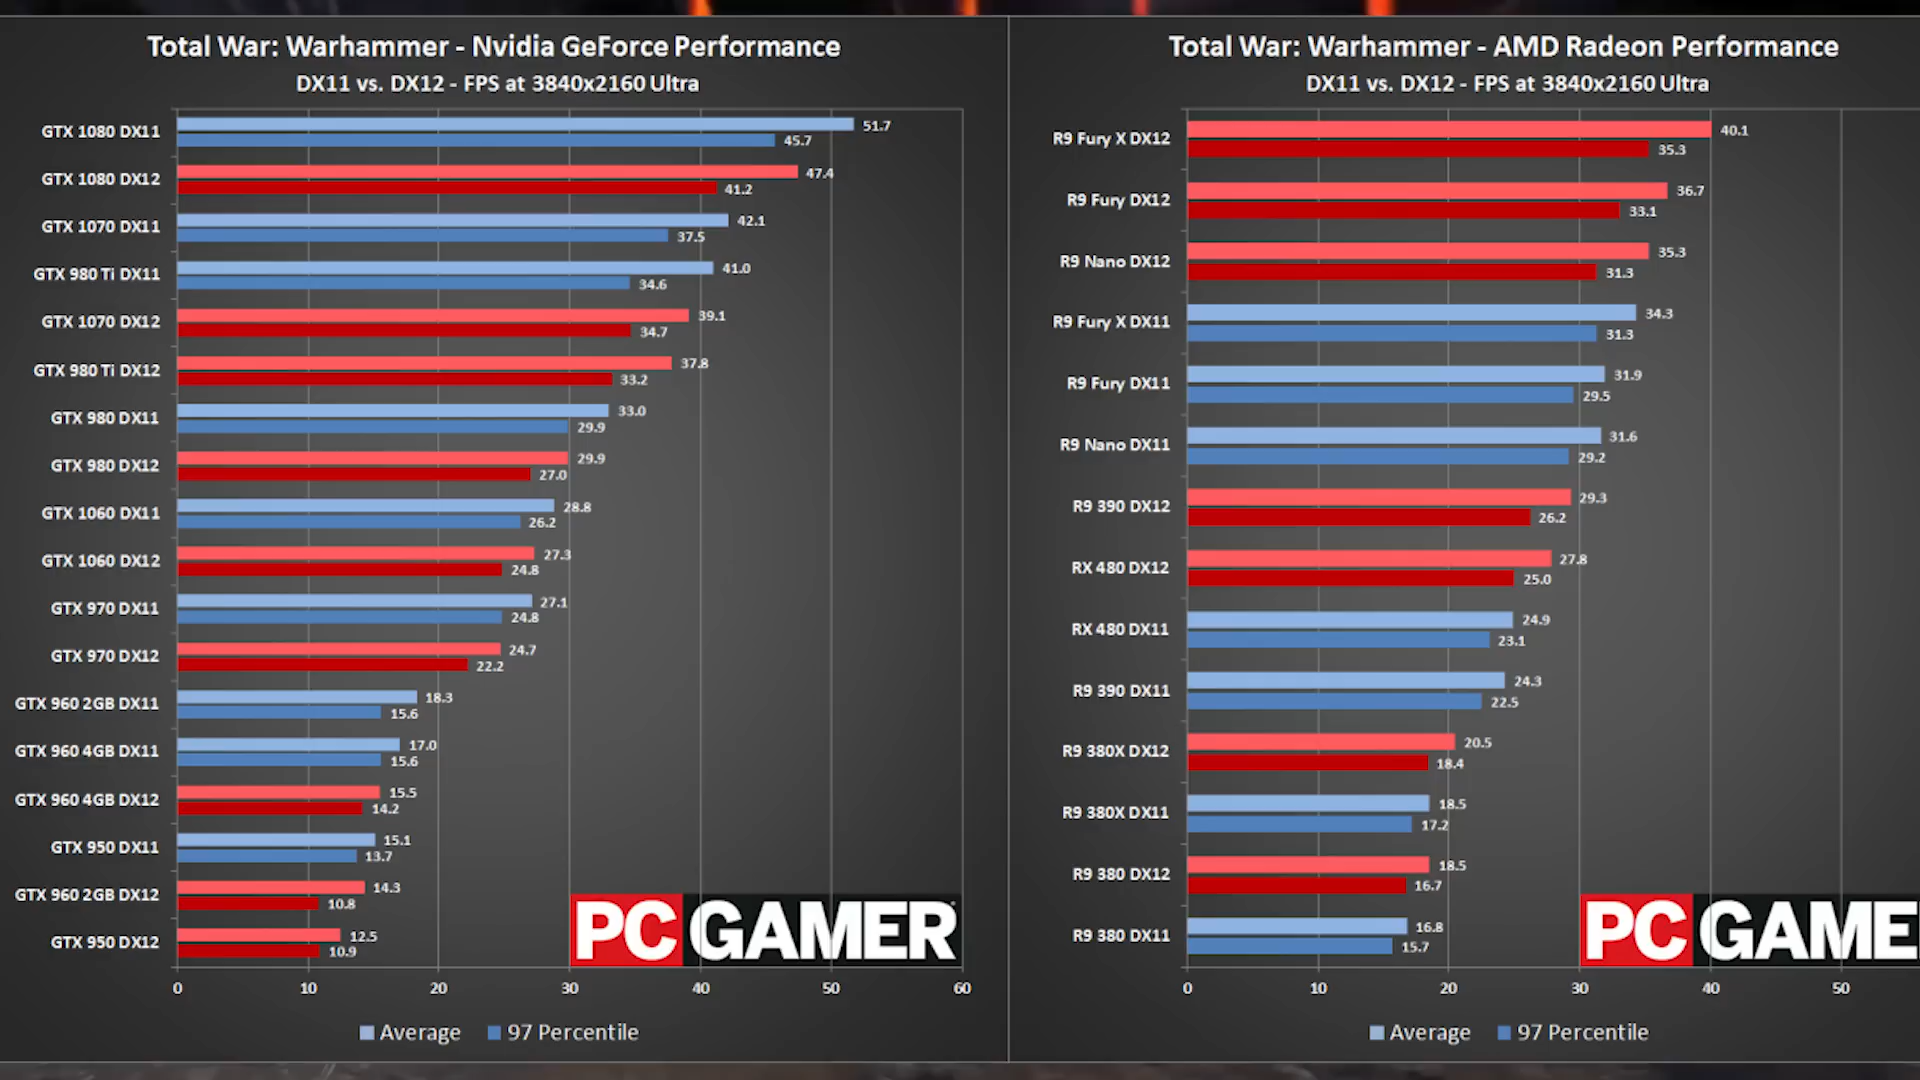 Total War: Warhammer - Nvidia GeForce Performance
DX11 vs. DX12 - FPS at 3840x2160 Ultra
GTX 1080 DX11 51.7 45.7
GTX 1080 DX12 47.4 41.2
GTX 1070 DX11 42.1 37.5
GTX 980 Ti DX11 41.0 34.6
GTX 1070 DX12 39.1 34.7
GTX 980 Ti DX12 37.8 33.2
GTX 980 DX11 33.0 29.9
GTX 980 DX12 29.9 27.0
GTX 1060 DX11 28.8 26.2
GTX 1060 DX12 27.3 24.8
GTX 970 DX11 27.1 24.8
GTX 970 DX12 24.7 22.2
GTX 960 2GB DX11 18.3 15.6
GTX 960 4GB DX11 17.0 15.6
GTX 960 4GB DX12 15.5 14.2
GTX 950 DX11 15.1 13.7
GTX 960 2GB DX12 14.3 10.8
GTX 950 DX12 12.5 10.9
PC GAMER
0 10 20 30 40 50 60
Average 97 Percentile
Total War: Warhammer - AMD Radeon Performance
DX11 vs. DX12 - FPS at 3840x2160 Ultra
R9 Fury X DX12 40.1 35.3
R9 Fury DX12 36.7 33.1
R9 Nano DX12 35.3 31.3
R9 Fury X DX11 34.3 31.3
R9 Fury DX11 31.9 29.5
R9 Nano DX11 31.6 29.2
R9 390 DX12 29.3 26.2
RX 480 DX12 27.8 25.0
RX 480 DX11 24.9 23.1
R9 390 DX11 24.3 22.5
R9 380X DX12 20.5 18.4
R9 380X DX11 18.5 17.2
R9 380 DX12 18.5 16.7
R9 380 DX11 16.8 15.7
PC GAME
0 10 20 30 40 50
Average 97 Percentile